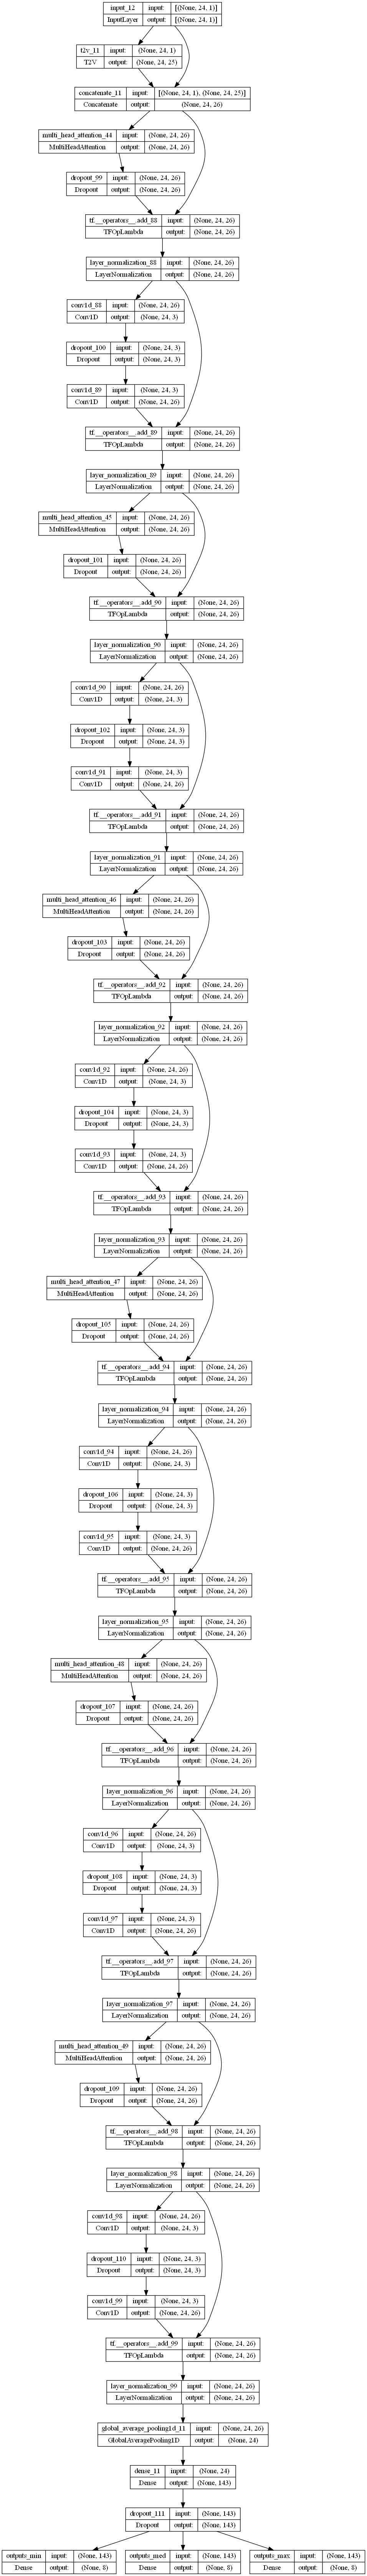 input_12 input: [(None, 24, 1)]
InputLayer output: [(None, 24, 1)]
t2v_11 input: (None, 24, 1)
T2V output: (None, 24, 25)
concatenate_11 input: [(None, 24, 1), (None, 24, 25)]
Concatenate output: (None, 24, 26)
multi_head_attention_44 input: (None, 24, 26)
MultiHeadAttention output: (None, 24, 26)
dropout_99 input: (None, 24, 26)
Dropout output: (None, 24, 26)
tf.__operators__.add_88 input: (None, 24, 26)
TFOpLambda output: (None, 24, 26)
layer_normalization_88 input: (None, 24, 26)
LayerNormalization output: (None, 24, 26)
conv1d_88 input: (None, 24, 26)
Conv1D output: (None, 24, 3)
dropout_100 input: (None, 24, 3)
Dropout output: (None, 24, 3)
conv1d_89 input: (None, 24, 3)
Conv1D output: (None, 24, 26)
tf.__operators__.add_89 input: (None, 24, 26)
TFOpLambda output: (None, 24, 26)
layer_normalization_89 input: (None, 24, 26)
LayerNormalization output: (None, 24, 26)
multi_head_attention_45 input: (None, 24, 26)
MultiHeadAttention output: (None, 24, 26)
dropout_101 input: (None, 24, 26)
Dropout output: (None, 24, 26)
tf.__operators__.add_90 input: (None, 24, 26)
TFOpLambda output: (None, 24, 26)
layer_normalization_90 input: (None, 24, 26)
LayerNormalization output: (None, 24, 26)
conv1d_90 input: (None, 24, 26)
Conv1D output: (None, 24, 3)
dropout_102 input: (None, 24, 3)
Dropout output: (None, 24, 3)
conv1d_91 input: (None, 24, 3)
Conv1D output: (None, 24, 26)
tf.__operators__.add_91 input: (None, 24, 26)
TFOpLambda output: (None, 24, 26)
layer_normalization_91 input: (None, 24, 26)
LayerNormalization output: (None, 24, 26)
multi_head_attention_46 input: (None, 24, 26)
MultiHeadAttention output: (None, 24, 26)
dropout_103 input: (None, 24, 26)
Dropout output: (None, 24, 26)
tf.__operators__.add_92 input: (None, 24, 26)
TFOpLambda output: (None, 24, 26)
layer_normalization_92 input: (None, 24, 26)
LayerNormalization output: (None, 24, 26)
conv1d_92 input: (None, 24, 26)
Conv1D output: (None, 24, 3)
dropout_104 input: (None, 24, 3)
Dropout output: (None, 24, 3)
conv1d_93 input: (None, 24, 3)
Conv1D output: (None, 24, 26)
tf.__operators__.add_93 input: (None, 24, 26)
TFOpLambda output: (None, 24, 26)
layer_normalization_93 input: (None, 24, 26)
LayerNormalization output: (None, 24, 26)
multi_head_attention_47 input: (None, 24, 26)
MultiHeadAttention output: (None, 24, 26)
dropout_105 input: (None, 24, 26)
Dropout output: (None, 24, 26)
tf.__operators__.add_94 input: (None, 24, 26)
TFOpLambda output: (None, 24, 26)
layer_normalization_94 input: (None, 24, 26)
LayerNormalization output: (None, 24, 26)
conv1d_94 input: (None, 24, 26)
Conv1D output: (None, 24, 3)
dropout_106 input: (None, 24, 3)
Dropout output: (None, 24, 3)
conv1d_95 input: (None, 24, 3)
Conv1D output: (None, 24, 26)
tf.__operators__.add_95 input: (None, 24, 26)
TFOpLambda output: (None, 24, 26)
layer_normalization_95 input: (None, 24, 26)
LayerNormalization output: (None, 24, 26)
multi_head_attention_48 input: (None, 24, 26)
MultiHeadAttention output: (None, 24, 26)
dropout_107 input: (None, 24, 26)
Dropout output: (None, 24, 26)
tf.__operators__.add_96 input: (None, 24, 26)
TFOpLambda output: (None, 24, 26)
layer_normalization_96 input: (None, 24, 26)
LayerNormalization output: (None, 24, 26)
conv1d_96 input: (None, 24, 26)
Conv1D output: (None, 24, 3)
dropout_108 input: (None, 24, 3)
Dropout output: (None, 24, 3)
conv1d_97 input: (None, 24, 3)
Conv1D output: (None, 24, 26)
tf.__operators__.add_97 input: (None, 24, 26)
TFOpLambda output: (None, 24, 26)
layer_normalization_97 input: (None, 24, 26)
LayerNormalization output: (None, 24, 26)
multi_head_attention_49 input: (None, 24, 26)
MultiHeadAttention output: (None, 24, 26)
dropout_109 input: (None, 24, 26)
Dropout output: (None, 24, 26)
tf.__operators__.add_98 input: (None, 24, 26)
TFOpLambda output: (None, 24, 26)
layer_normalization_98 input: (None, 24, 26)
LayerNormalization output: (None, 24, 26)
conv1d_98 input: (None, 24, 26)
Conv1D output: (None, 24, 3)
dropout_110 input: (None, 24, 3)
Dropout output: (None, 24, 3)
conv1d_99 input: (None, 24, 3)
Conv1D output: (None, 24, 26)
tf.__operators__.add_99 input: (None, 24, 26)
TFOpLambda output: (None, 24, 26)
layer_normalization_99 input: (None, 24, 26)
LayerNormalization output: (None, 24, 26)
global_average_pooling1d_11 input: (None, 24, 26)
GlobalAveragePooling1D output: (None, 24)
dense_11 input: (None, 24)
Dense output: (None, 143)
dropout_111 input: (None, 143)
Dropout output: (None, 143)
outputs_min input: (None, 143) outputs_med input: (None, 143) outputs_max input: (None, 143)
Dense output: (None, 8) Dense output: (None, 8) Dense output: (None, 8)